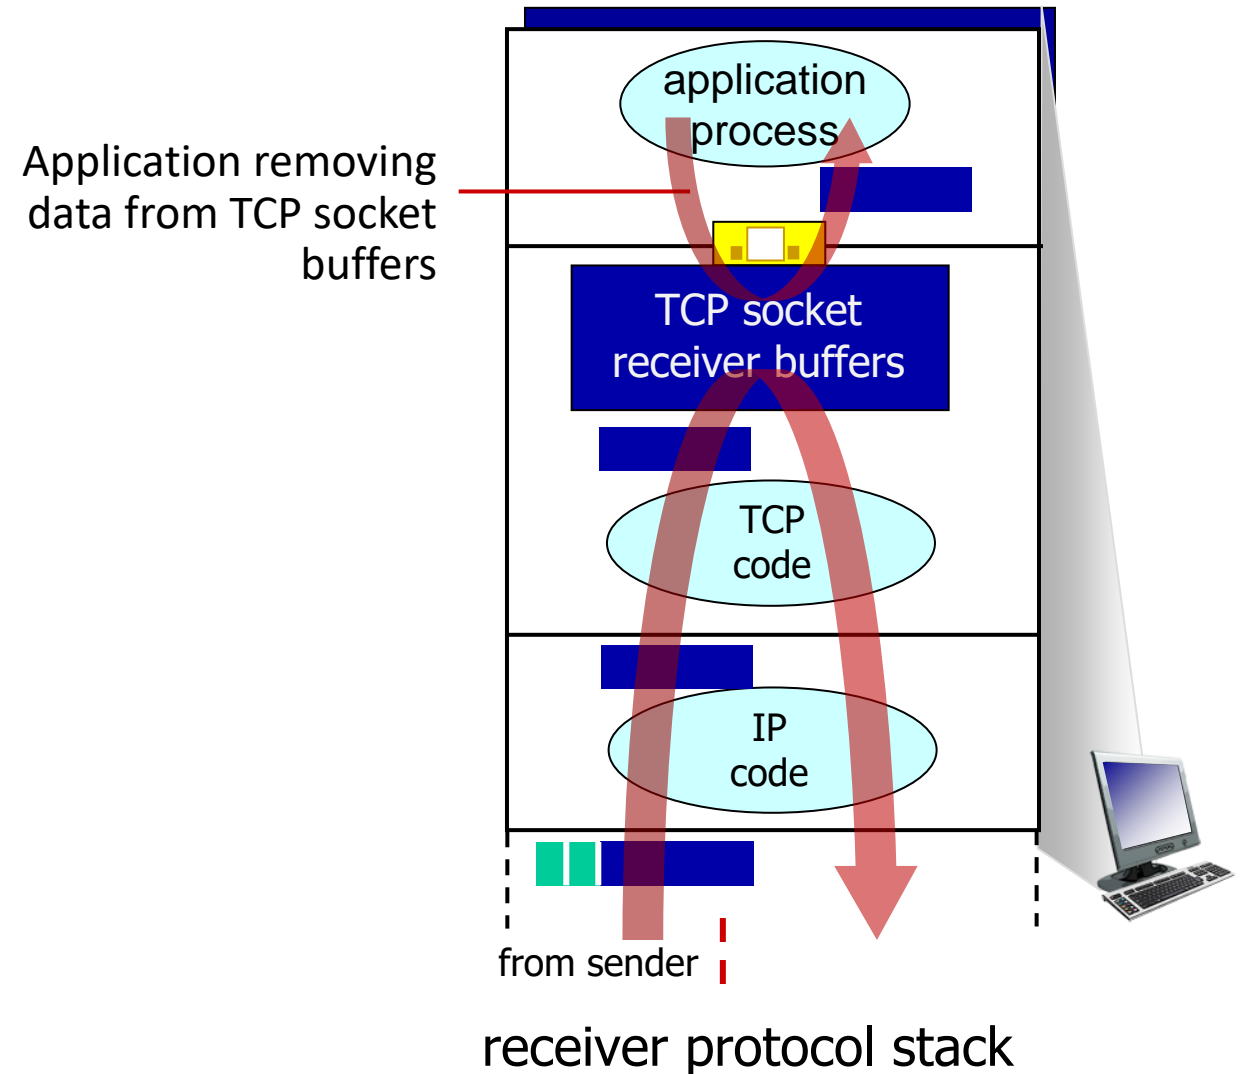 application
process
Application removing
data from TCP socket
buffers
TCP socket
receiver buffers
TCP
code
IP
code
from sender
receiver protocol stack